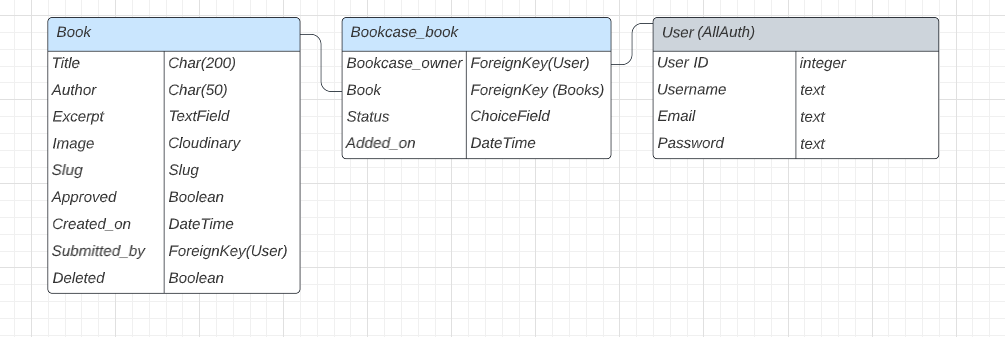 Book
Title Char(200)
Author Char(50)
Excerpt TextField
Image Cloudinary
Slug Slug
Approved Boolean
Created_on DateTime
Submitted_by ForeignKey(User)
Deleted Boolean
Bookcase_book
Bookcase_owner ForeignKey(User)
Book ForeignKey (Books)
Status ChoiceField
Added_on DateTime
User (AllAuth)
User ID integer
Username text
Email text
Password text